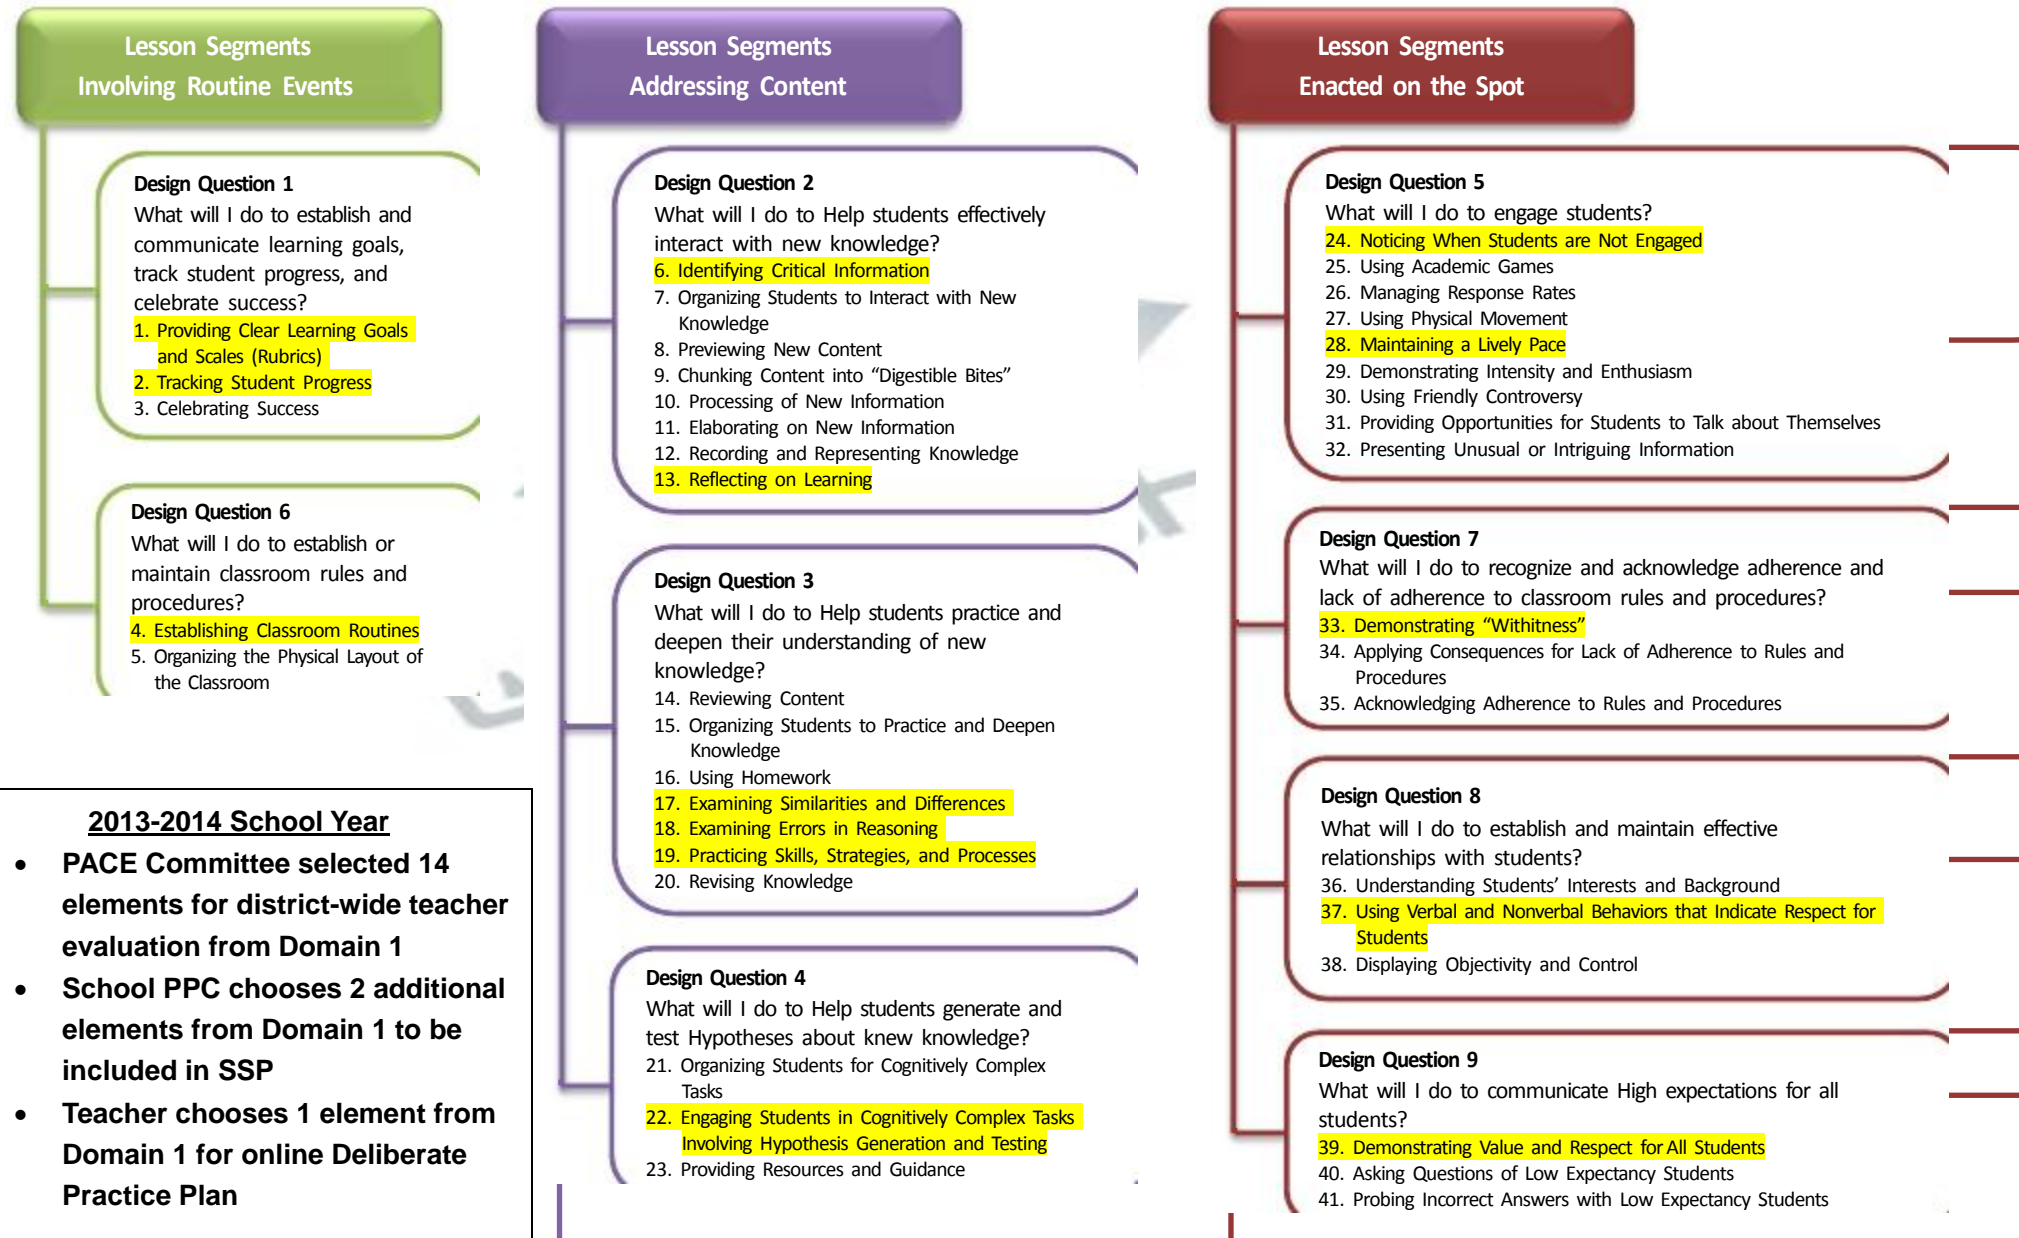 Lesson Segments
Involving Routine Events
Design Question 1
What will I do to establish and
communicate learning goals,
track student progress, and
celebrate success?
1. Providing Clear Learning Goals
and Scales (Rubrics)
2. Tracking Student Progress
3. Celebrating Success
Design Question 6
What will I do to establish or
maintain classroom rules and
procedures?
4. Establishing Classroom Routines
5. Organizing the Physical Layout of
the Classroom
2013-2014 School Year
• PACE Committee selected 14
elements for district-wide teacher
evaluation from Domain 1
• School PPC chooses 2 additional
elements from Domain 1 to be
included in SSP
• Teacher chooses 1 element from
Domain 1 for online Deliberate
Practice Plan
Lesson Segments
Addressing Content
Design Question 2
What will I do to Help students effectively
interact with new knowledge?
6. Identifying Critical Information
7. Organizing Students to Interact with New
Knowledge
8. Previewing New Content
9. Chunking Content into “Digestible Bites”
10. Processing of New Information
11. Elaborating on New Information
12. Recording and Representing Knowledge
13. Reflecting on Learning
Design Question 3
What will I do to Help students practice and
deepen their understanding of new
knowledge?
14. Reviewing Content
15. Organizing Students to Practice and Deepen
Knowledge
16. Using Homework
17. Examining Similarities and Differences
18. Examining Errors in Reasoning
19. Practicing Skills, Strategies, and Processes
20. Revising Knowledge
Design Question 4
What will I do to Help students generate and
test Hypotheses about knew knowledge?
21. Organizing Students for Cognitively Complex
Tasks
22. Engaging Students in Cognitively Complex Tasks
Involving Hypothesis Generation and Testing
23. Providing Resources and Guidance
Lesson Segments
Enacted on the Spot
Design Question 5
What will I do to engage students?
24. Noticing When Students are Not Engaged
25. Using Academic Games
26. Managing Response Rates
27. Using Physical Movement
28. Maintaining a Lively Pace
29. Demonstrating Intensity and Enthusiasm
30. Using Friendly Controversy
31. Providing Opportunities for Students to Talk about Themselves
32. Presenting Unusual or Intriguing Information
Design Question 7
What will I do to recognize and acknowledge adherence and
lack of adherence to classroom rules and procedures?
33. Demonstrating “Withitness”
34. Applying Consequences for Lack of Adherence to Rules and
Procedures
35. Acknowledging Adherence to Rules and Procedures
Design Question 8
What will I do to establish and maintain effective
relationships with students?
36. Understanding Students’ Interests and Background
37. Using Verbal and Nonverbal Behaviors that Indicate Respect for
Students
38. Displaying Objectivity and Control
Design Question 9
What will I do to communicate High expectations for all
students?
39. Demonstrating Value and Respect for All Students
40. Asking Questions of Low Expectancy Students
41. Probing Incorrect Answers with Low Expectancy Students